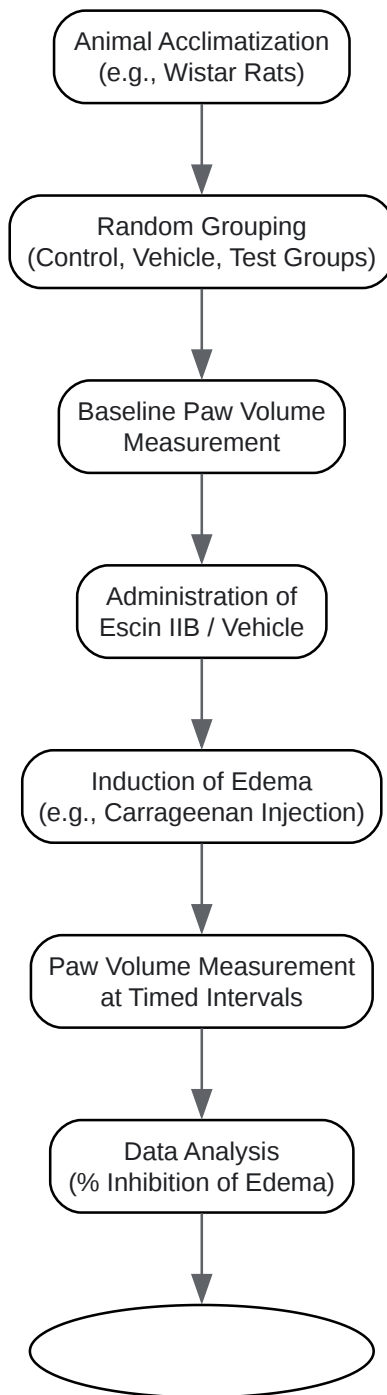 Animal Acclimatization
(e.g., Wistar Rats)
Random Grouping
(Control, Vehicle, Test Groups)
Baseline Paw Volume
Measurement
Administration of
Escin IIB / Vehicle
Induction of Edema
(e.g., Carrageenan Injection)
Paw Volume Measurement
at Timed Intervals
Data Analysis
(% Inhibition of Edema)